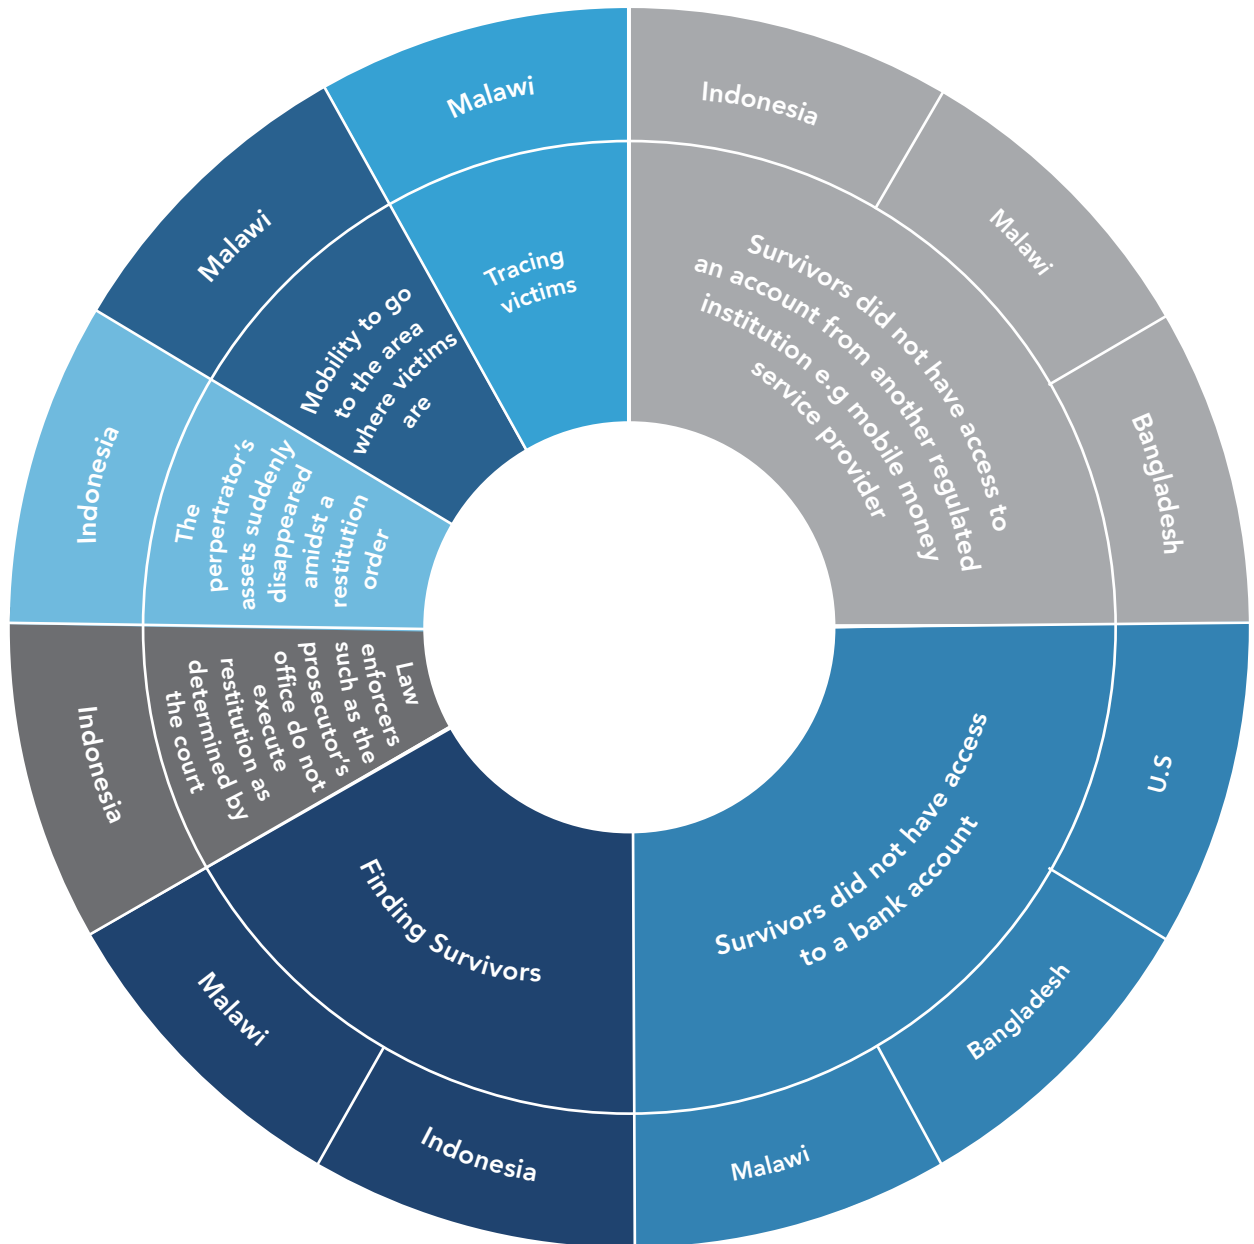 Indonesia
Malawi
Bangladesh
Survivors did not have access to
an account from another regulated
institution e.g mobile money
service provider
U.S
Bangladesh
Malawi
Survivors did not have access
to a bank account
Indonesia
Malawi
Finding Survivors
Indonesia
Law
enforcers
such as the
prosecutor's
office do not
execute
restitution as
determined by
the court
Indonesia
The
perpertrator's
assets suddenly
disappeared
amidst a
restitution
order
Malawi
Mobility to go
to the area
where victims
are
Malawi
Tracing
victims